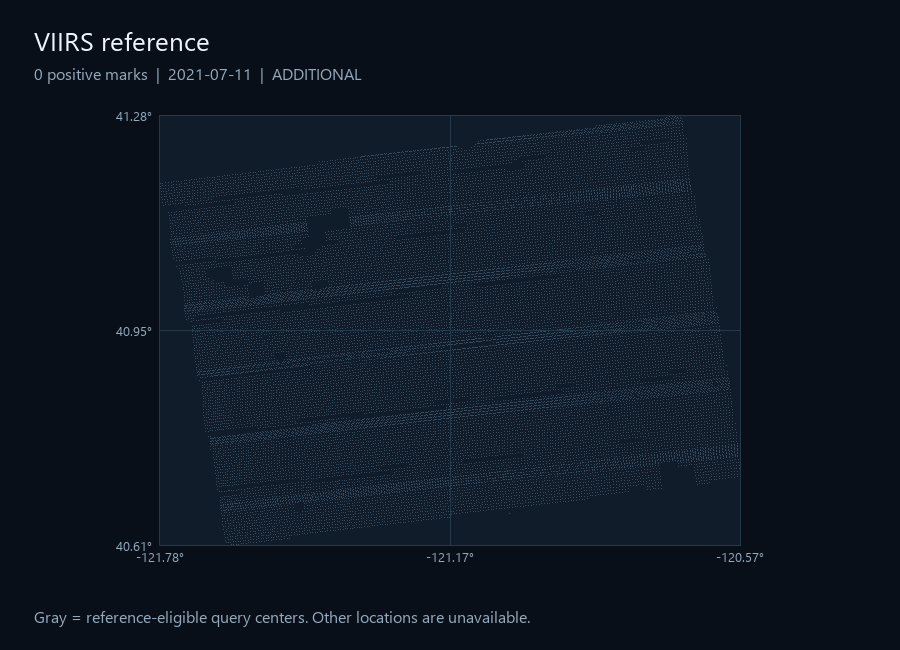 VIIRS reference
0 positive marks | 2021-07-11 | ADDITIONAL
41.28°
40.95°
40.61°
-121.78°
-121.17°
-120.57°
Gray = reference-eligible query centers. Other locations are unavailable.